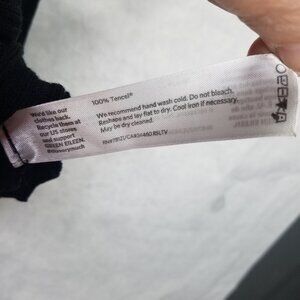 100% Tencel®
We recommend hand wash cold. Do not bleach.
Reshape and lay flat to dry. Cool iron if necessary.
May be dry cleaned.
We'd like our
clothes back.
Recycle them at
our US stores
and support
GREEN EILEEN.